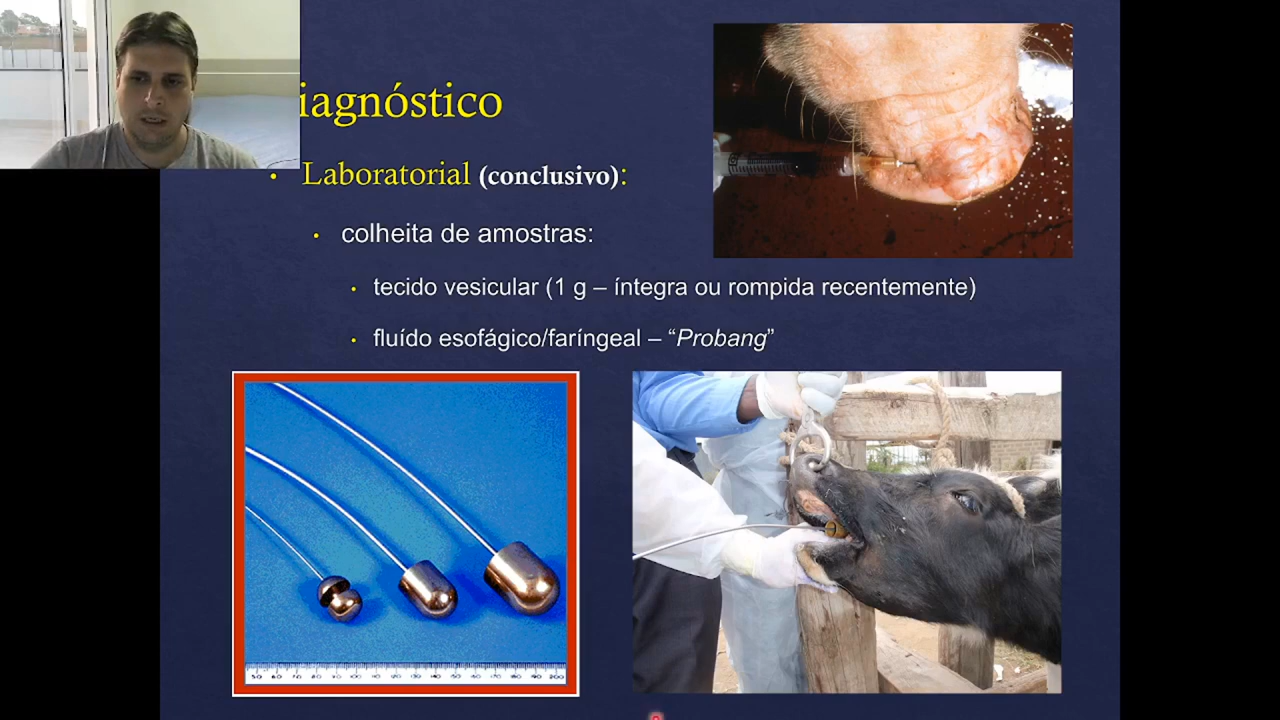 iagnóstico
• Laboratorial (conclusivo):
• colheita de amostras:
• tecido vesicular (1 g – íntegra ou rompida recentemente)
• fluído esofágico/faríngeal – “Probang”